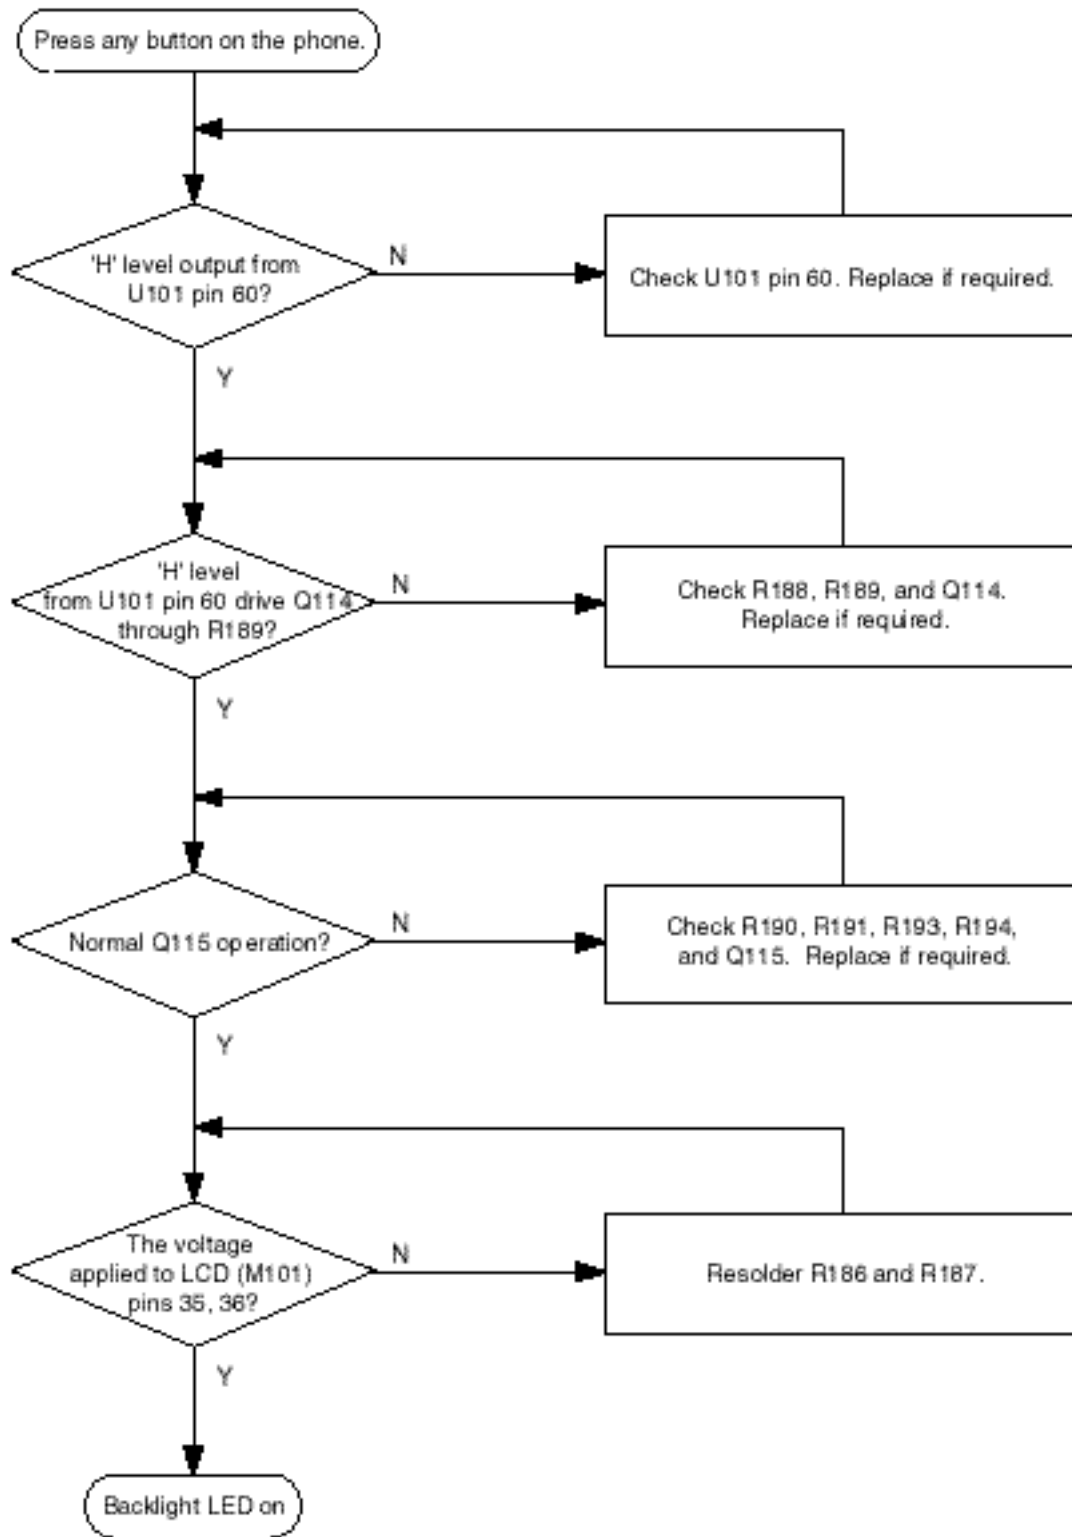 Press any button on the phone.
'H' level output from
U101 pin 60?
N
Check U101 pin 60. Replace if required.
Y
'H' level
from U101 pin 60 drive Q114
through R189?
N
Check R188, R189, and Q114.
Replace if required.
Y
Normal Q115 operation?
N
Check R190, R191, R193, R194,
and Q115. Replace if required.
Y
The voltage
applied to LCD (M101)
pins 35, 36?
N
Resolder R186 and R187.
Y
Backlight LED on